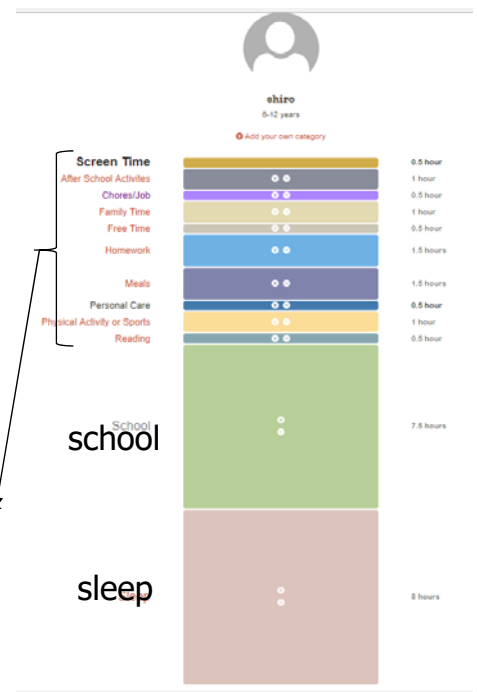 shiro
6-12 years
Add your own category
Screen Time 0.5 hour
After School Activites 1 hour
Chores/Job 0.5 hour
Family Time 1 hour
Free Time 0.5 hour
Homework 1.5 hours
Meals 1.5 hours
Personal Care 0.5 hour
Physical Activity or Sports 1 hour
Reading 0.5 hour
School 7.5 hours
school
sleep
Sleep 8 hours